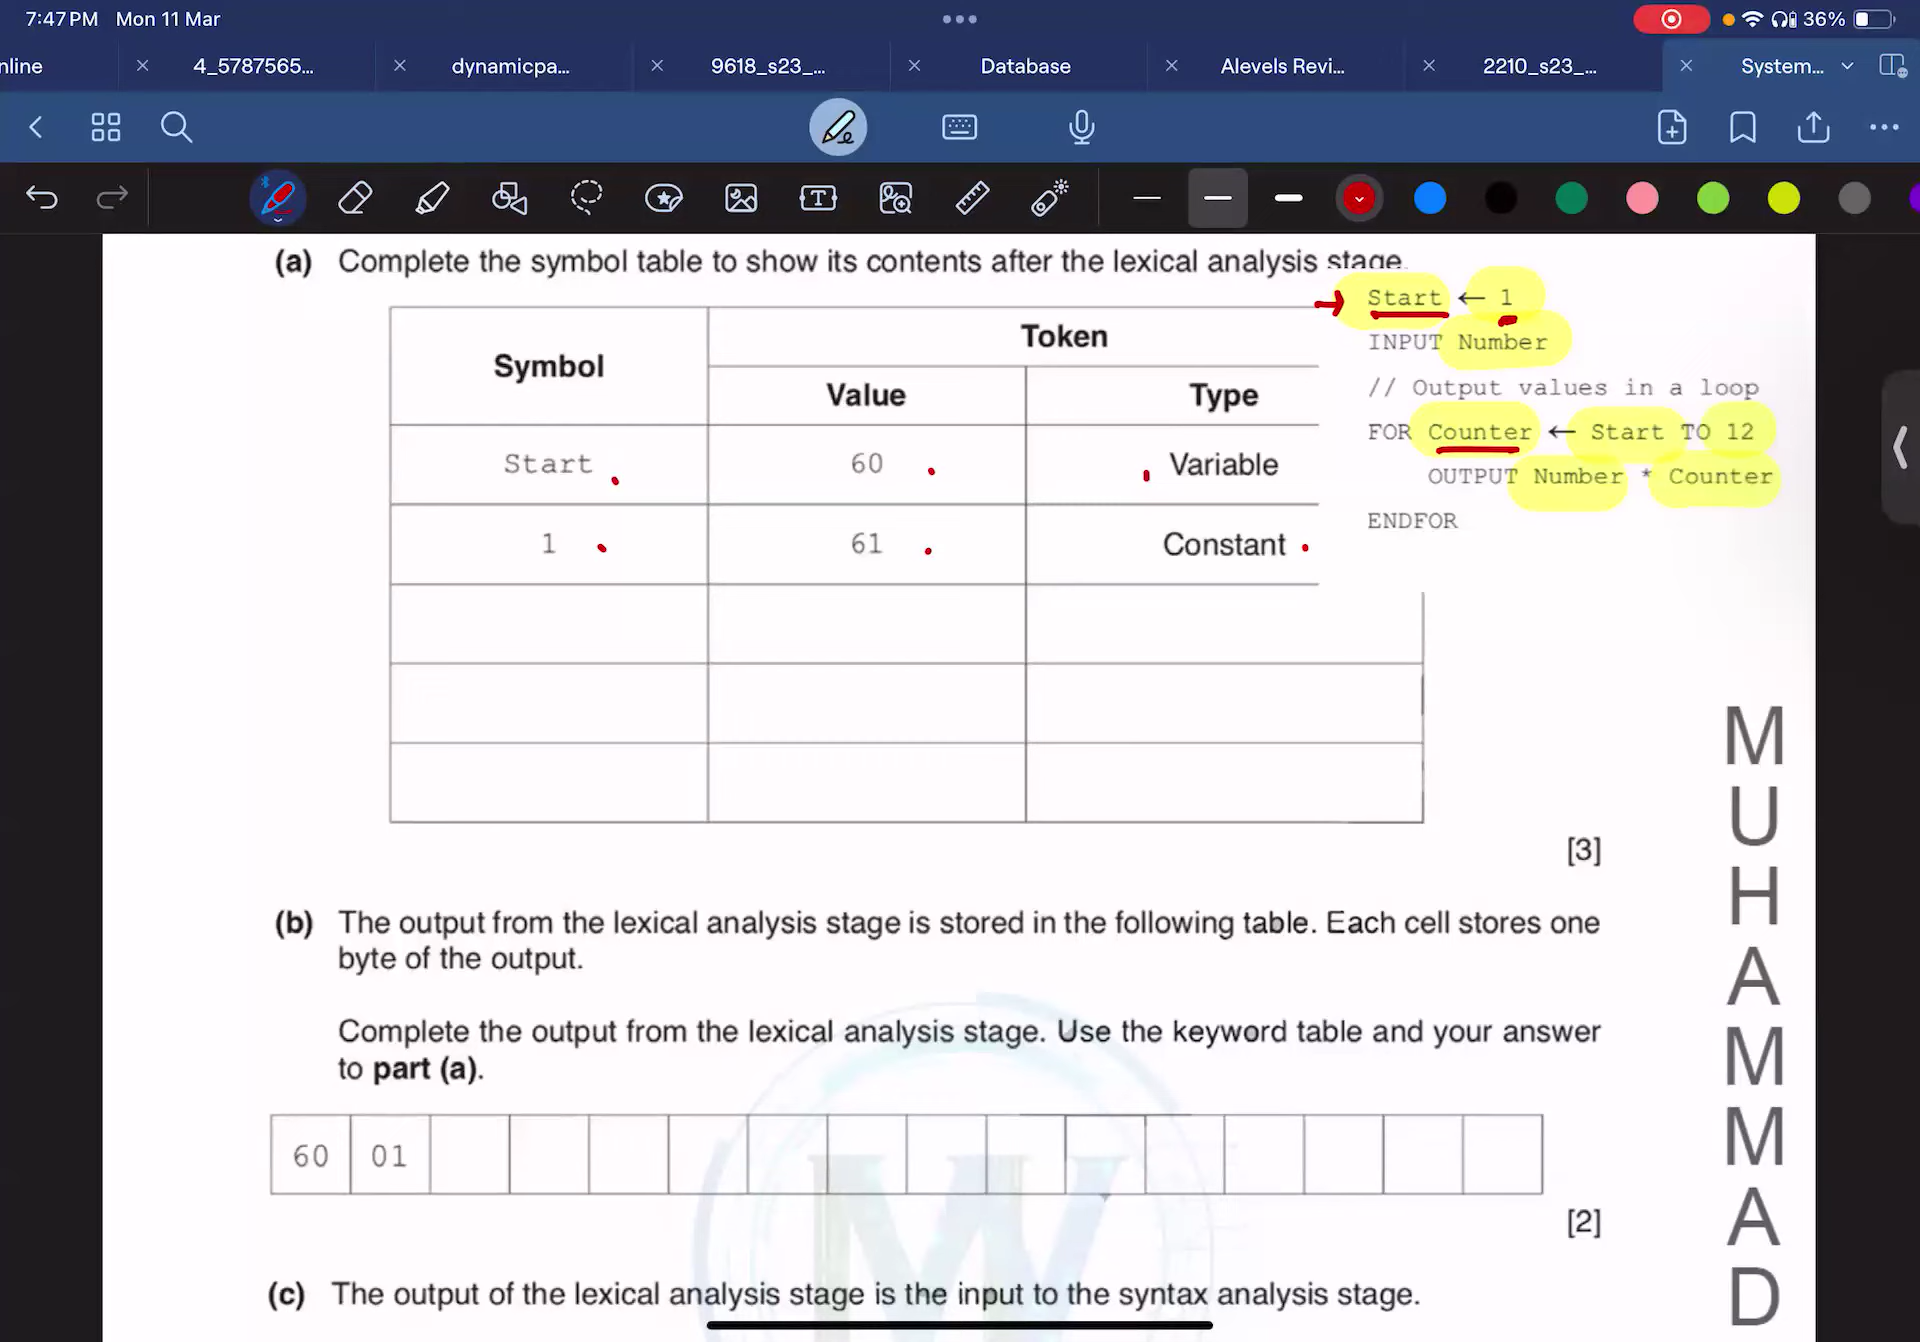 7:47 PM Mon 11 Mar
36%
nline
4_5787565...
dynamicpa...
9618_s23_...
Database
Alevels Revi...
2210_s23_...
System...
(a) Complete the symbol table to show its contents after the lexical analysis stage.
Start ← 1
INPUT Number
// Output values in a loop
FOR Counter ← Start TO 12
OUTPUT Number * Counter
ENDFOR
Symbol
Token
Value
Type
Start 60 Variable
1 61 Constant
[3]
(b) The output from the lexical analysis stage is stored in the following table. Each cell stores one
byte of the output.
Complete the output from the lexical analysis stage. Use the keyword table and your answer
to part (a).
60 01
[2]
(c) The output of the lexical analysis stage is the input to the syntax analysis stage.
MUHAMMAD